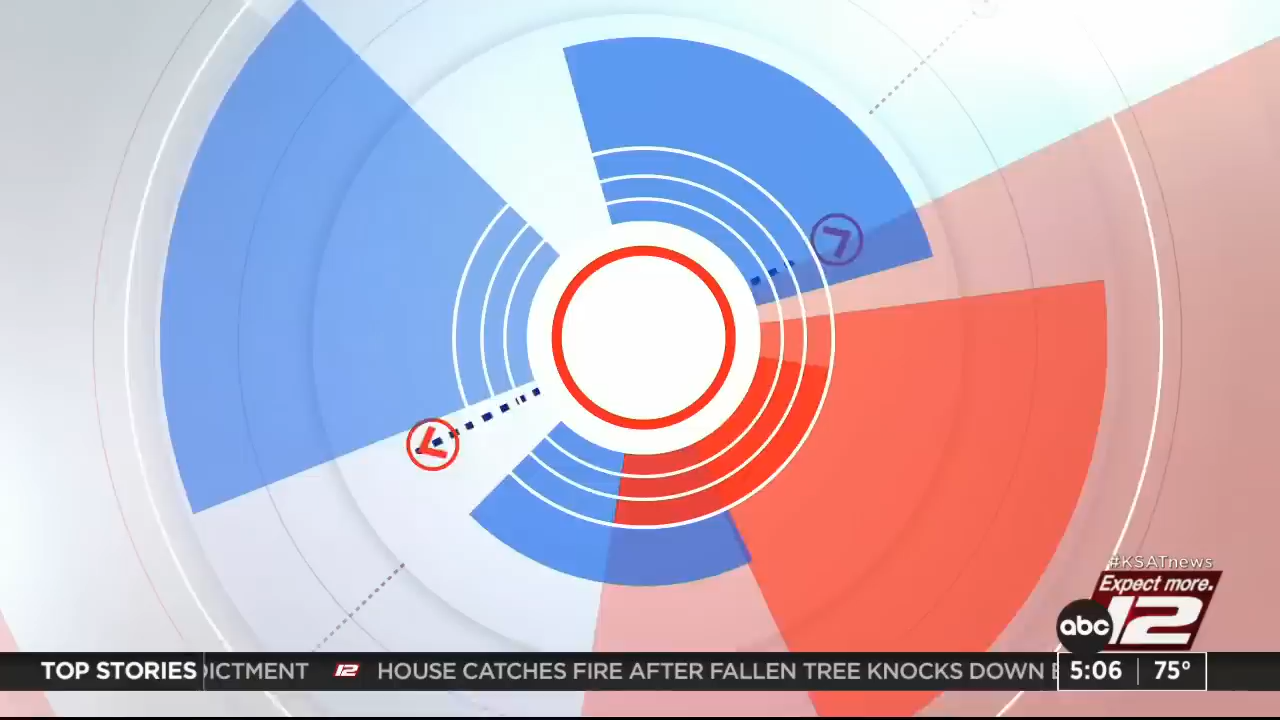 #KSATnews
Expect more.
abc 12
TOP STORIES DICTMENT 12 HOUSE CATCHES FIRE AFTER FALLEN TREE KNOCKS DOWN 5:06 75°